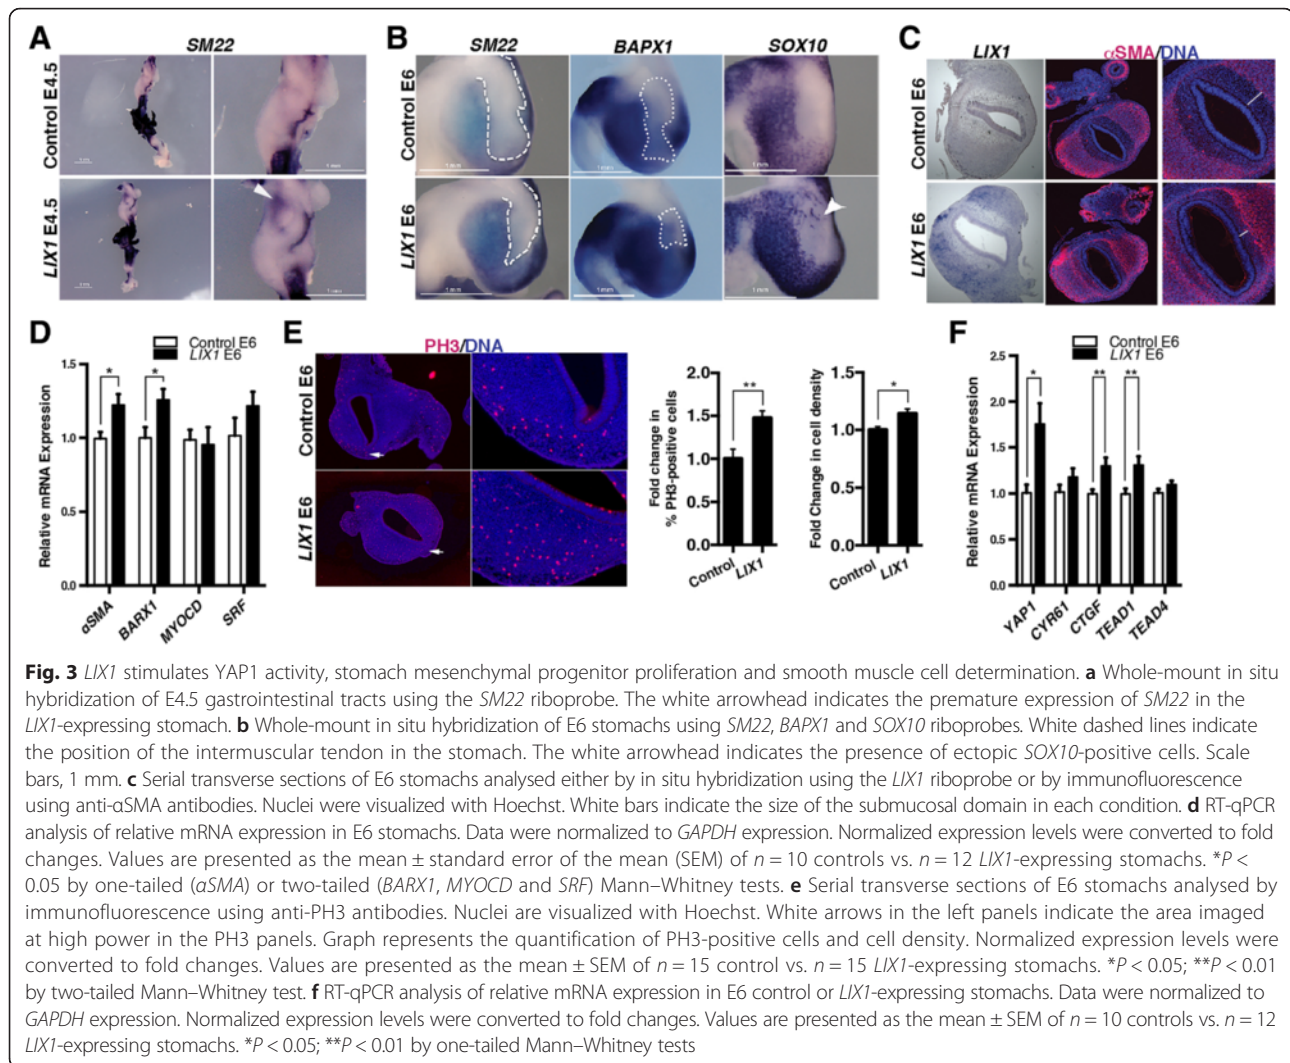 A
SM22
Control E4.5
LIX1 E4.5
1 mm
1 mm
B
SM22
BAPX1
SOX10
Control E6
LIX1 E6
1 mm
1 mm
1 mm
1 mm
C
LIX1
αSMA/DNA
Control E6
LIX1 E6
D
Control E6
LIX1 E6
Relative mRNA Expression
1.5
1.0
0.5
0.0
*
*
αSMA
BARX1
MYOCD
SRF
E
PH3/DNA
Control E6
LIX1 E6
Fold change in
% PH3-positive cells
2.0
1.5
1.0
0.5
0.0
**
Control
LIX1
Fold Change in cell density
1.5
1.0
0.5
0.0
*
Control
LIX1
F
Control E6
LIX1 E6
Relative mRNA Expression
2.5
2.0
1.5
1.0
0.5
0.0
*
**
**
YAP1
CYR61
CTGF
TEAD1
TEAD4
Fig. 3 LIX1 stimulates YAP1 activity, stomach mesenchymal progenitor proliferation and smooth muscle cell determination. a Whole-mount in situ
hybridization of E4.5 gastrointestinal tracts using the SM22 riboprobe. The white arrowhead indicates the premature expression of SM22 in the
LIX1-expressing stomach. b Whole-mount in situ hybridization of E6 stomachs using SM22, BAPX1 and SOX10 riboprobes. White dashed lines indicate
the position of the intermuscular tendon in the stomach. The white arrowhead indicates the presence of ectopic SOX10-positive cells. Scale
bars, 1 mm. c Serial transverse sections of E6 stomachs analysed either by in situ hybridization using the LIX1 riboprobe or by immunofluorescence
using anti-αSMA antibodies. Nuclei were visualized with Hoechst. White bars indicate the size of the submucosal domain in each condition. d RT-qPCR
analysis of relative mRNA expression in E6 stomachs. Data were normalized to GAPDH expression. Normalized expression levels were converted to fold
changes. Values are presented as the mean ± standard error of the mean (SEM) of n = 10 controls vs. n = 12 LIX1-expressing stomachs. *P <
0.05 by one-tailed (αSMA) or two-tailed (BARX1, MYOCD and SRF) Mann–Whitney tests. e Serial transverse sections of E6 stomachs analysed by
immunofluorescence using anti-PH3 antibodies. Nuclei are visualized with Hoechst. White arrows in the left panels indicate the area imaged
at high power in the PH3 panels. Graph represents the quantification of PH3-positive cells and cell density. Normalized expression levels were
converted to fold changes. Values are presented as the mean ± SEM of n = 15 control vs. n = 15 LIX1-expressing stomachs. *P < 0.05; **P < 0.01
by two-tailed Mann–Whitney test. f RT-qPCR analysis of relative mRNA expression in E6 control or LIX1-expressing stomachs. Data were normalized to
GAPDH expression. Normalized expression levels were converted to fold changes. Values are presented as the mean ± SEM of n = 10 controls vs. n = 12
LIX1-expressing stomachs. *P < 0.05; **P < 0.01 by one-tailed Mann–Whitney tests